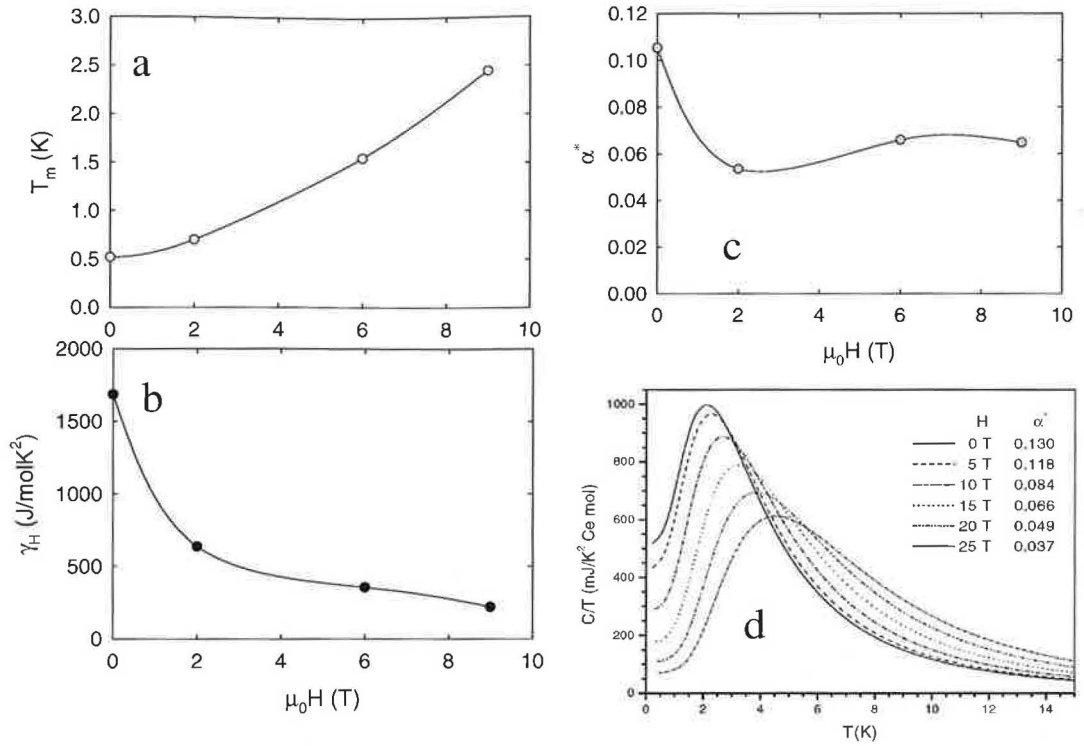 3.0
2.5
2.0
1.5
1.0
0.5
0.0
T_m (K)
a
0 2 4 6 8 10
2000
1500
1000
500
0
γ_H (J/molK²)
b
0 2 4 6 8 10
μ₀H (T)
0.12
0.10
0.08
0.06
0.04
0.02
0.00
α*
c
0 2 4 6 8 10
μ₀H (T)
1000
800
600
400
200
0
C/T (mJ/K² Ce mol)
H α*
0 T 0,130
5 T 0,118
10 T 0,084
15 T 0,066
20 T 0,049
25 T 0,037
d
0 2 4 6 8 10 12 14
T(K)